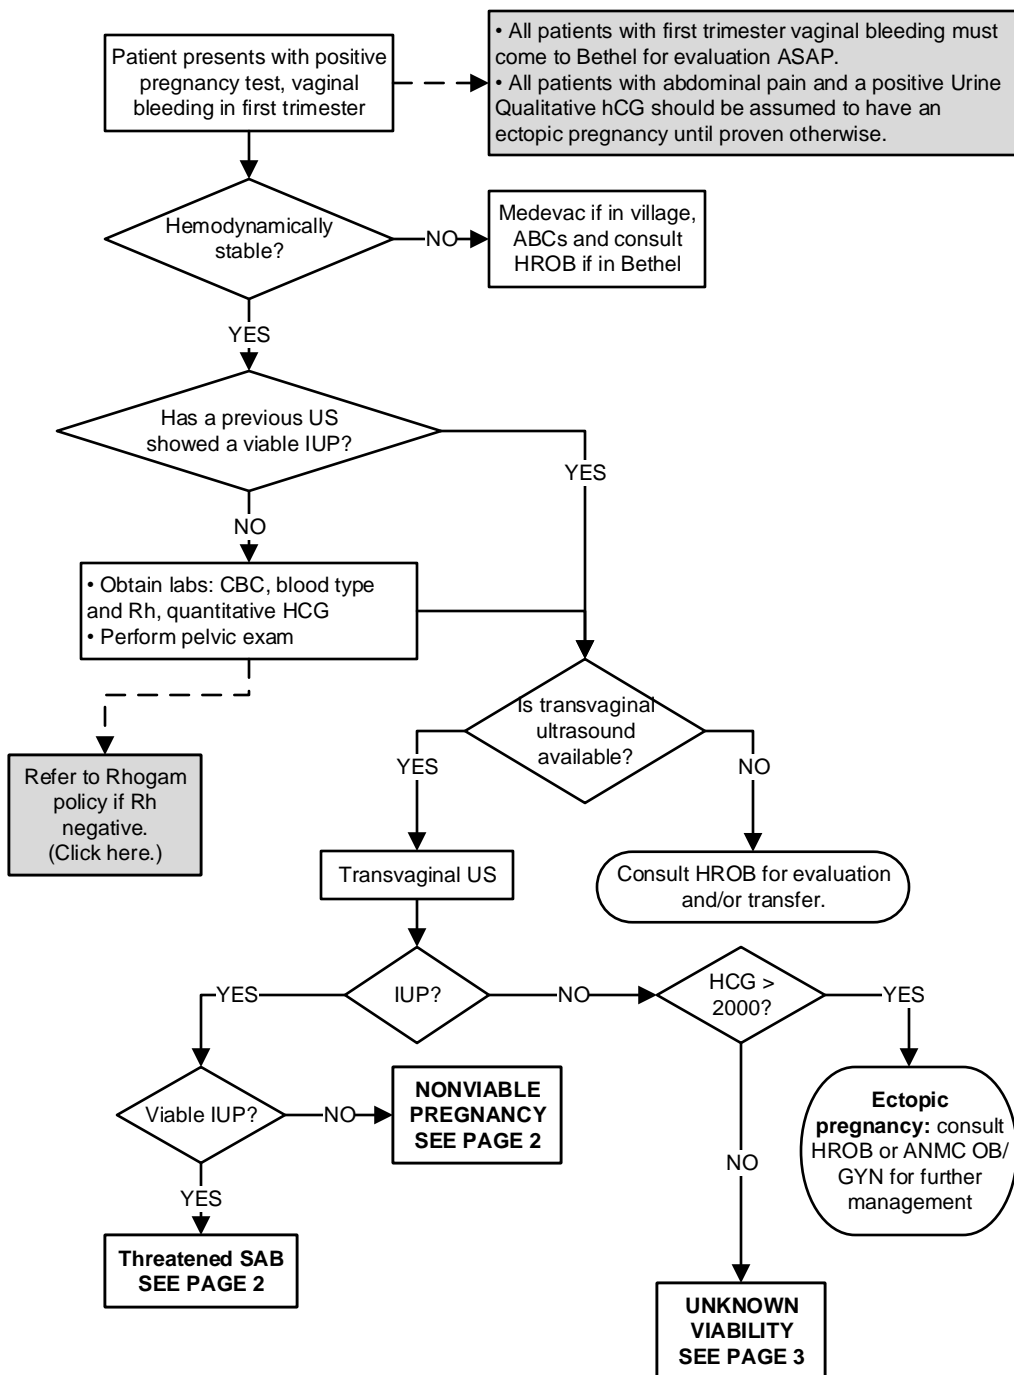 Patient presents with positive
pregnancy test, vaginal
bleeding in first trimester
• All patients with first trimester vaginal bleeding must
come to Bethel for evaluation ASAP.
• All patients with abdominal pain and a positive Urine
Qualitative hCG should be assumed to have an
ectopic pregnancy until proven otherwise.
Hemodynamically
stable?
NO
Medevac if in village,
ABCs and consult
HROB if in Bethel
YES
Has a previous US
showed a viable IUP?
YES
NO
• Obtain labs: CBC, blood type
and Rh, quantitative HCG
• Perform pelvic exam
Is transvaginal
ultrasound
available?
YES
NO
Refer to Rhogam
policy if Rh
negative.
(Click here.)
Transvaginal US
Consult HROB for evaluation
and/or transfer.
IUP?
YES
NO
HCG >
2000?
YES
Viable IUP?
NO
NONVIABLE
PREGNANCY
SEE PAGE 2
Ectopic
pregnancy: consult
HROB or ANMC OB/
GYN for further
management
NO
YES
Threatened SAB
SEE PAGE 2
UNKNOWN
VIABILITY
SEE PAGE 3